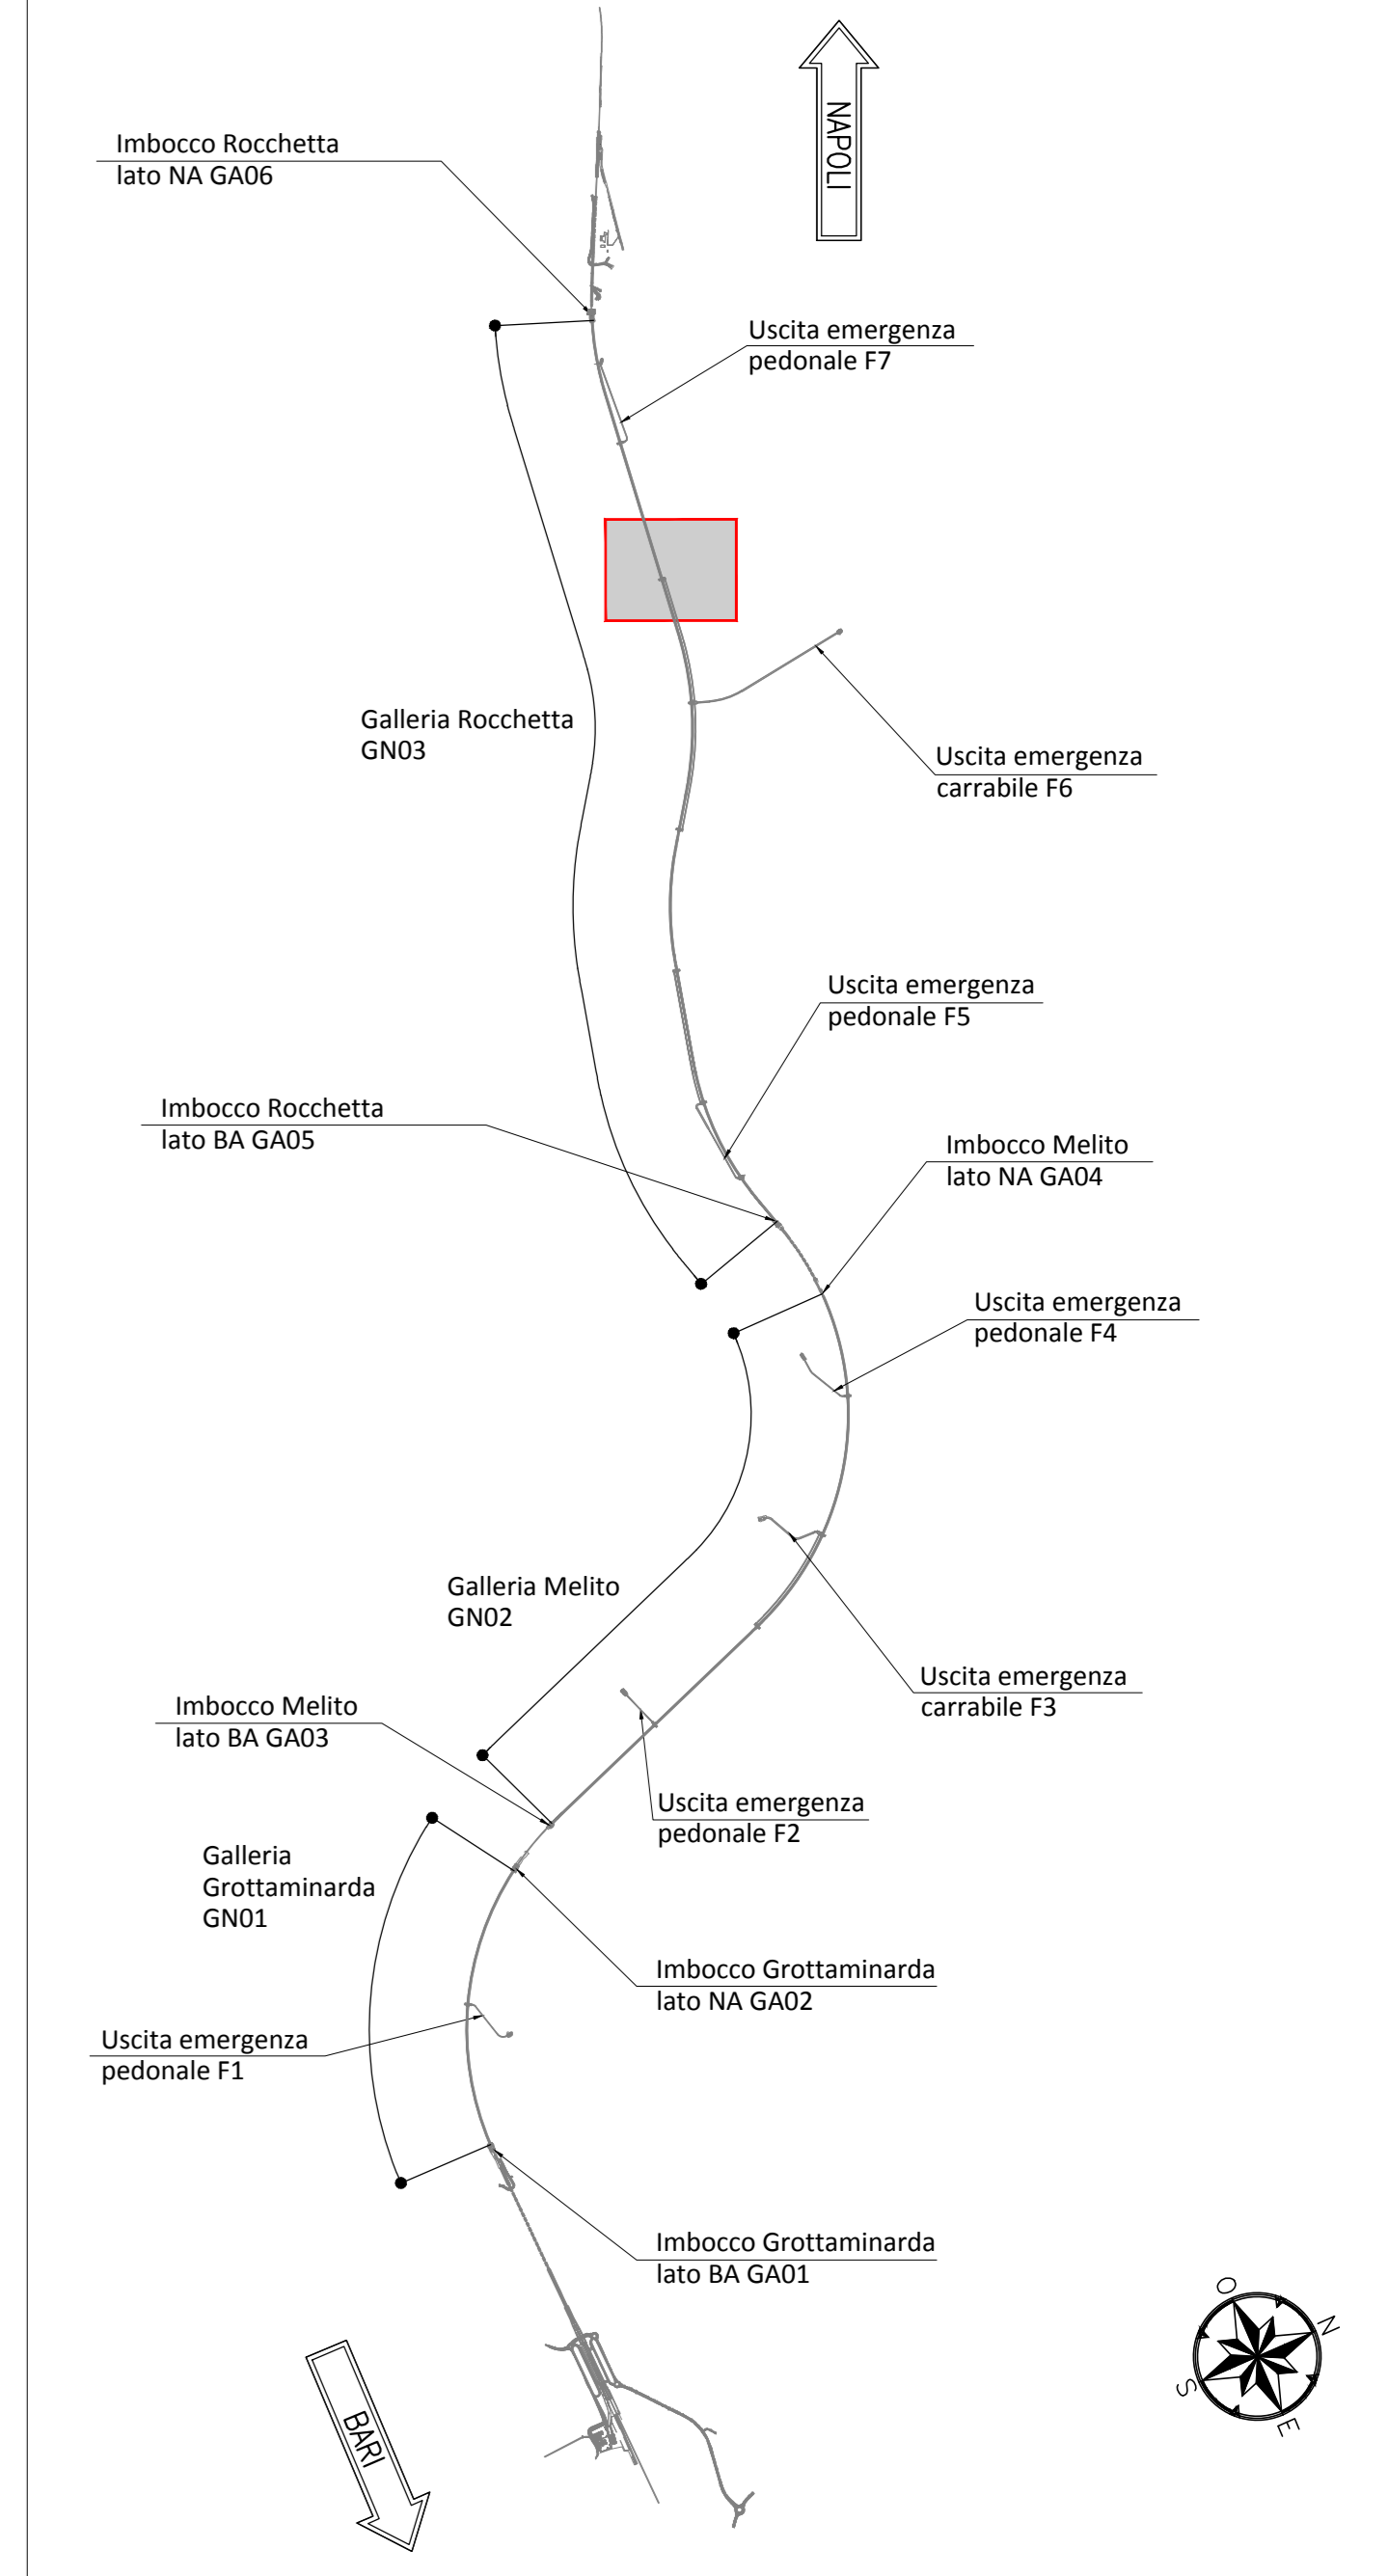 NAPOLI
Imbocco Rocchetta
lato NA GA06
Uscita emergenza
pedonale F7
Galleria Rocchetta
GN03
Uscita emergenza
carrabile F6
Uscita emergenza
pedonale F5
Imbocco Rocchetta
lato BA GA05
Imbocco Melito
lato NA GA04
Uscita emergenza
pedonale F4
Galleria Melito
GN02
Uscita emergenza
carrabile F3
Imbocco Melito
lato BA GA03
Uscita emergenza
pedonale F2
Galleria
Grottaminarda
GN01
Imbocco Grottaminarda
lato NA GA02
Uscita emergenza
pedonale F1
Imbocco Grottaminarda
lato BA GA01
O
N
S
E
BARI